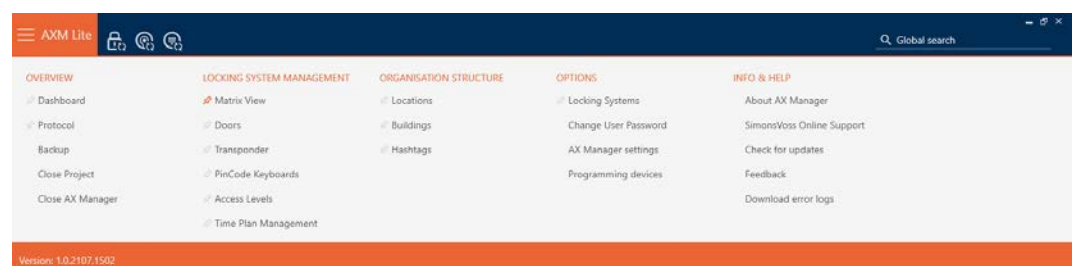 AXM Lite
Global search
OVERVIEW
Dashboard
Protocol
Backup
Close Project
Close AX Manager
LOCKING SYSTEM MANAGEMENT
Matrix View
Doors
Transponder
PinCode Keyboards
Access Levels
Time Plan Management
ORGANISATION STRUCTURE
Locations
Buildings
Hashtags
OPTIONS
Locking Systems
Change User Password
AX Manager settings
Programming devices
INFO & HELP
About AX Manager
SimonsVoss Online Support
Check for updates
Feedback
Download error logs
Version: 1.0.2107.1502